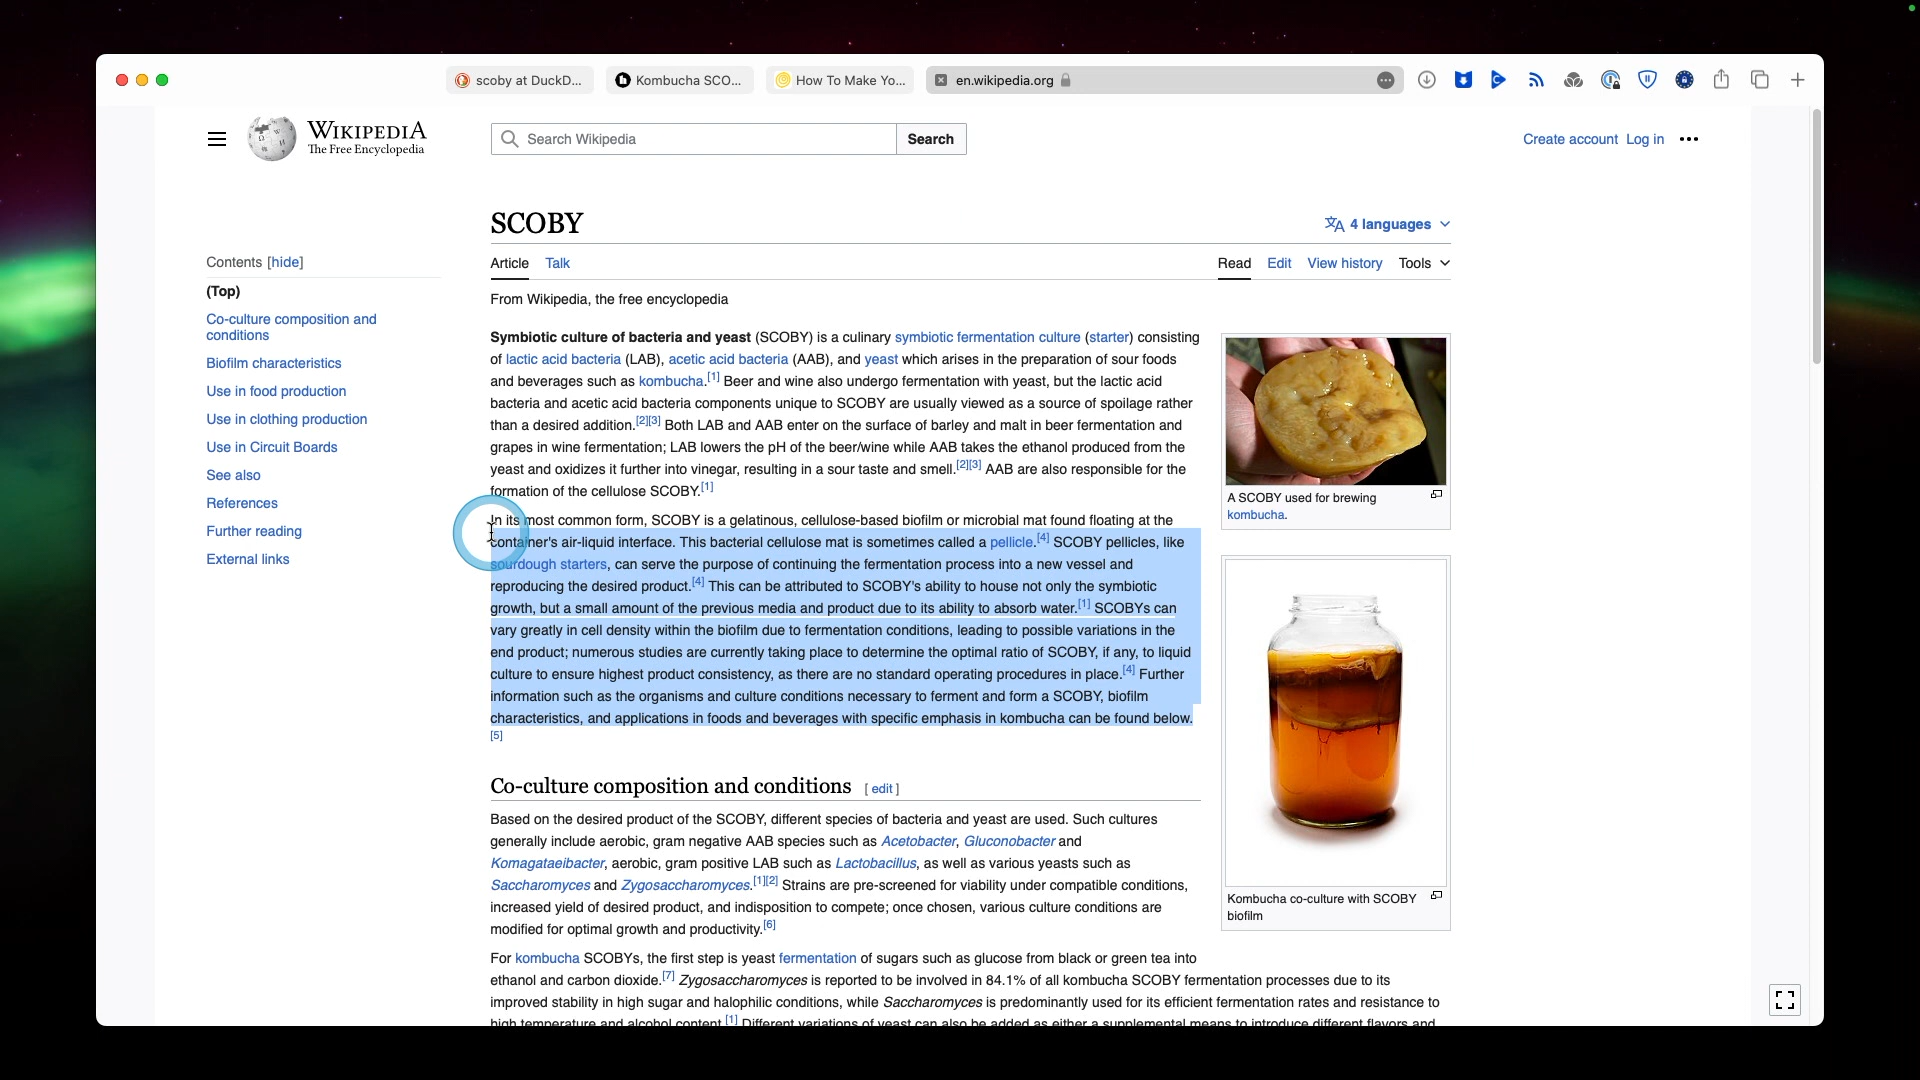 scoby at DuckD...
Kombucha SCO...
How To Make Yo...
en.wikipedia.org
WIKIPEDIA
The Free Encyclopedia
Search Wikipedia
Search
Create account Log in
SCOBY
4 languages
Contents [hide]
(Top)
Co-culture composition and
conditions
Biofilm characteristics
Use in food production
Use in clothing production
Use in Circuit Boards
See also
References
Further reading
External links
Article Talk
Read Edit View history Tools
From Wikipedia, the free encyclopedia
Symbiotic culture of bacteria and yeast (SCOBY) is a culinary symbiotic fermentation culture (starter) consisting
of lactic acid bacteria (LAB), acetic acid bacteria (AAB), and yeast which arises in the preparation of sour foods
and beverages such as kombucha.[1] Beer and wine also undergo fermentation with yeast, but the lactic acid
bacteria and acetic acid bacteria components unique to SCOBY are usually viewed as a source of spoilage rather
than a desired addition.[2][3] Both LAB and AAB enter on the surface of barley and malt in beer fermentation and
grapes in wine fermentation; LAB lowers the pH of the beer/wine while AAB takes the ethanol produced from the
yeast and oxidizes it further into vinegar, resulting in a sour taste and smell.[2][3] AAB are also responsible for the
formation of the cellulose SCOBY.[1]
In its most common form, SCOBY is a gelatinous, cellulose-based biofilm or microbial mat found floating at the
container's air-liquid interface. This bacterial cellulose mat is sometimes called a pellicle.[4] SCOBY pellicles, like
sourdough starters, can serve the purpose of continuing the fermentation process into a new vessel and
reproducing the desired product.[4] This can be attributed to SCOBY's ability to house not only the symbiotic
growth, but a small amount of the previous media and product due to its ability to absorb water.[1] SCOBYs can
vary greatly in cell density within the biofilm due to fermentation conditions, leading to possible variations in the
end product; numerous studies are currently taking place to determine the optimal ratio of SCOBY, if any, to liquid
culture to ensure highest product consistency, as there are no standard operating procedures in place.[4] Further
information such as the organisms and culture conditions necessary to ferment and form a SCOBY, biofilm
characteristics, and applications in foods and beverages with specific emphasis in kombucha can be found below.
[5]
A SCOBY used for brewing
kombucha.
Kombucha co-culture with SCOBY
biofilm
Co-culture composition and conditions [ edit ]
Based on the desired product of the SCOBY, different species of bacteria and yeast are used. Such cultures
generally include aerobic, gram negative AAB species such as Acetobacter, Gluconobacter and
Komagataeibacter, aerobic, gram positive LAB such as Lactobacillus, as well as various yeasts such as
Saccharomyces and Zygosaccharomyces.[1][2] Strains are pre-screened for viability under compatible conditions,
increased yield of desired product, and indisposition to compete; once chosen, various culture conditions are
modified for optimal growth and productivity.[6]
For kombucha SCOBYs, the first step is yeast fermentation of sugars such as glucose from black or green tea into
ethanol and carbon dioxide.[7] Zygosaccharomyces is reported to be involved in 84.1% of all kombucha SCOBY fermentation processes due to its
improved stability in high sugar and halophilic conditions, while Saccharomyces is predominantly used for its efficient fermentation rates and resistance to
high temperature and alcohol content.[1] Different variations of yeast can also be added as either a supplemental means to introduce different flavors and